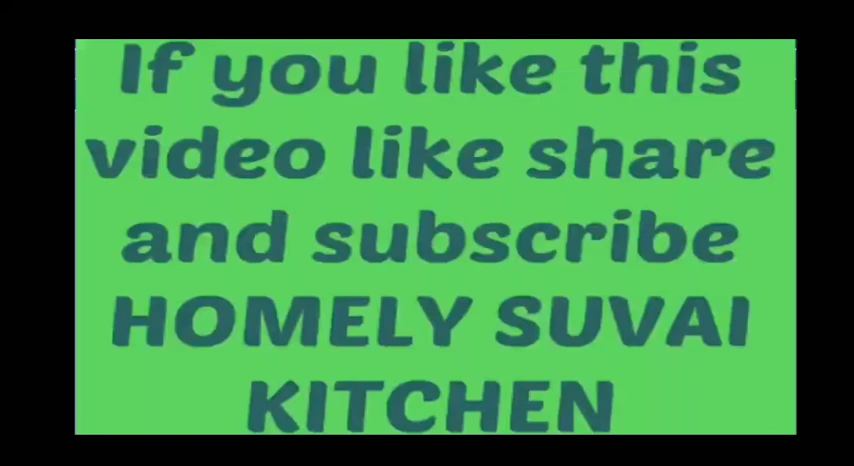 If you like this
video like share
and subscribe
HOMELY SUVAI
KITCHEN